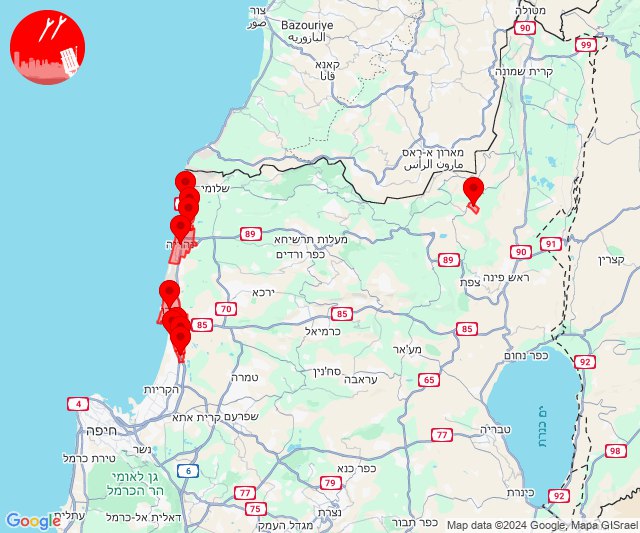 מטולה
צור
صور
Bazouriye
البازورية
90
99
קאנא
قانا
קרית שמונה
מארון א-ראס
مارون الراس
שלומי
89
91
מעלות תרשיחא
כפר ורדים
90
89
ראש פינה
צפת
ירכא
70
85
85
כרמיאל
85
מע'אר
כפר נחום
92
סח'נין
עראבה
65
92
טמרה
הקריות
4
קרית אתא
שפרעם
77
טבריה
ים כנרת
חיפה
נשר
טירת כרמל
98
6
גן לאומי
הר הכרמל
כפר כנא
79
77
75
כינרת
92
עתלית
דאלית אל-כרמל
מגדל העמק
כפר תבור
Google
Map data ©2024 Google, Mapa GISrael